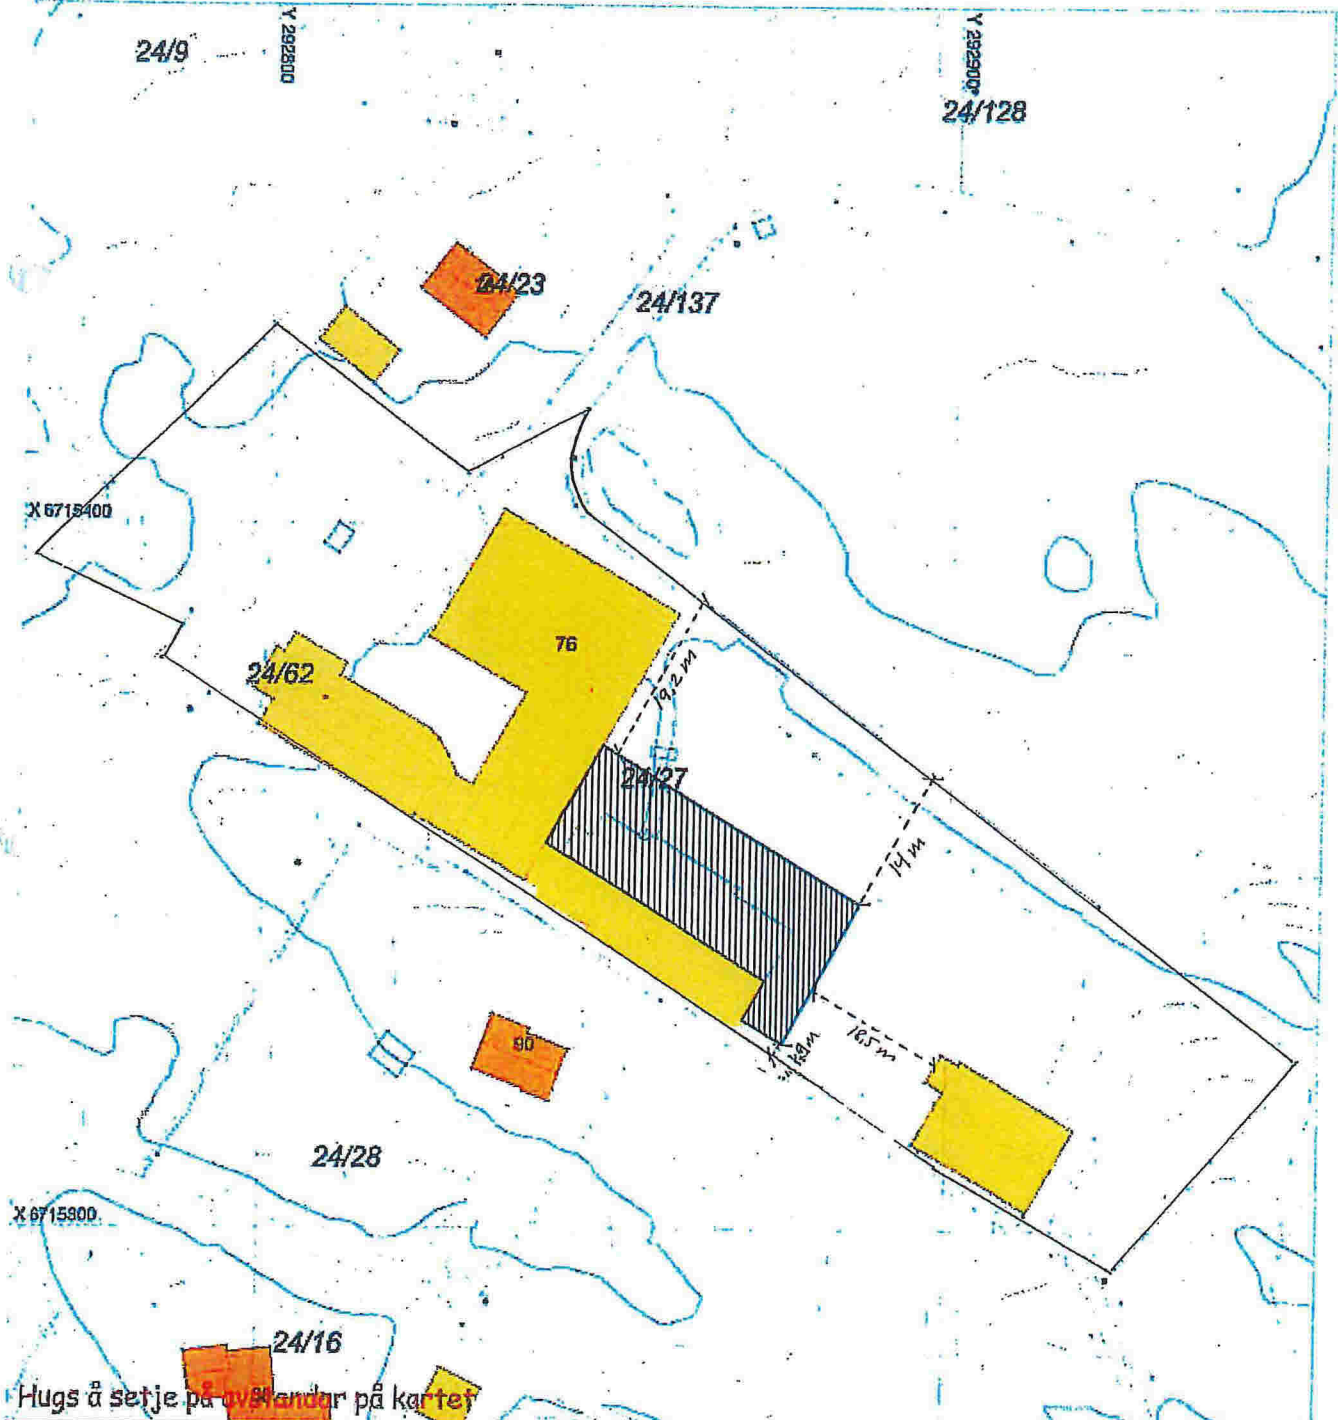 Y 292800
Y 292900
24/9
24/128
24/23
24/137
X 6715400
76
24/62
19,2 m
24/27
14 m
90
18,5 m
24/28
X 6715300
24/16
Hugs å setje på avstandar på kartet